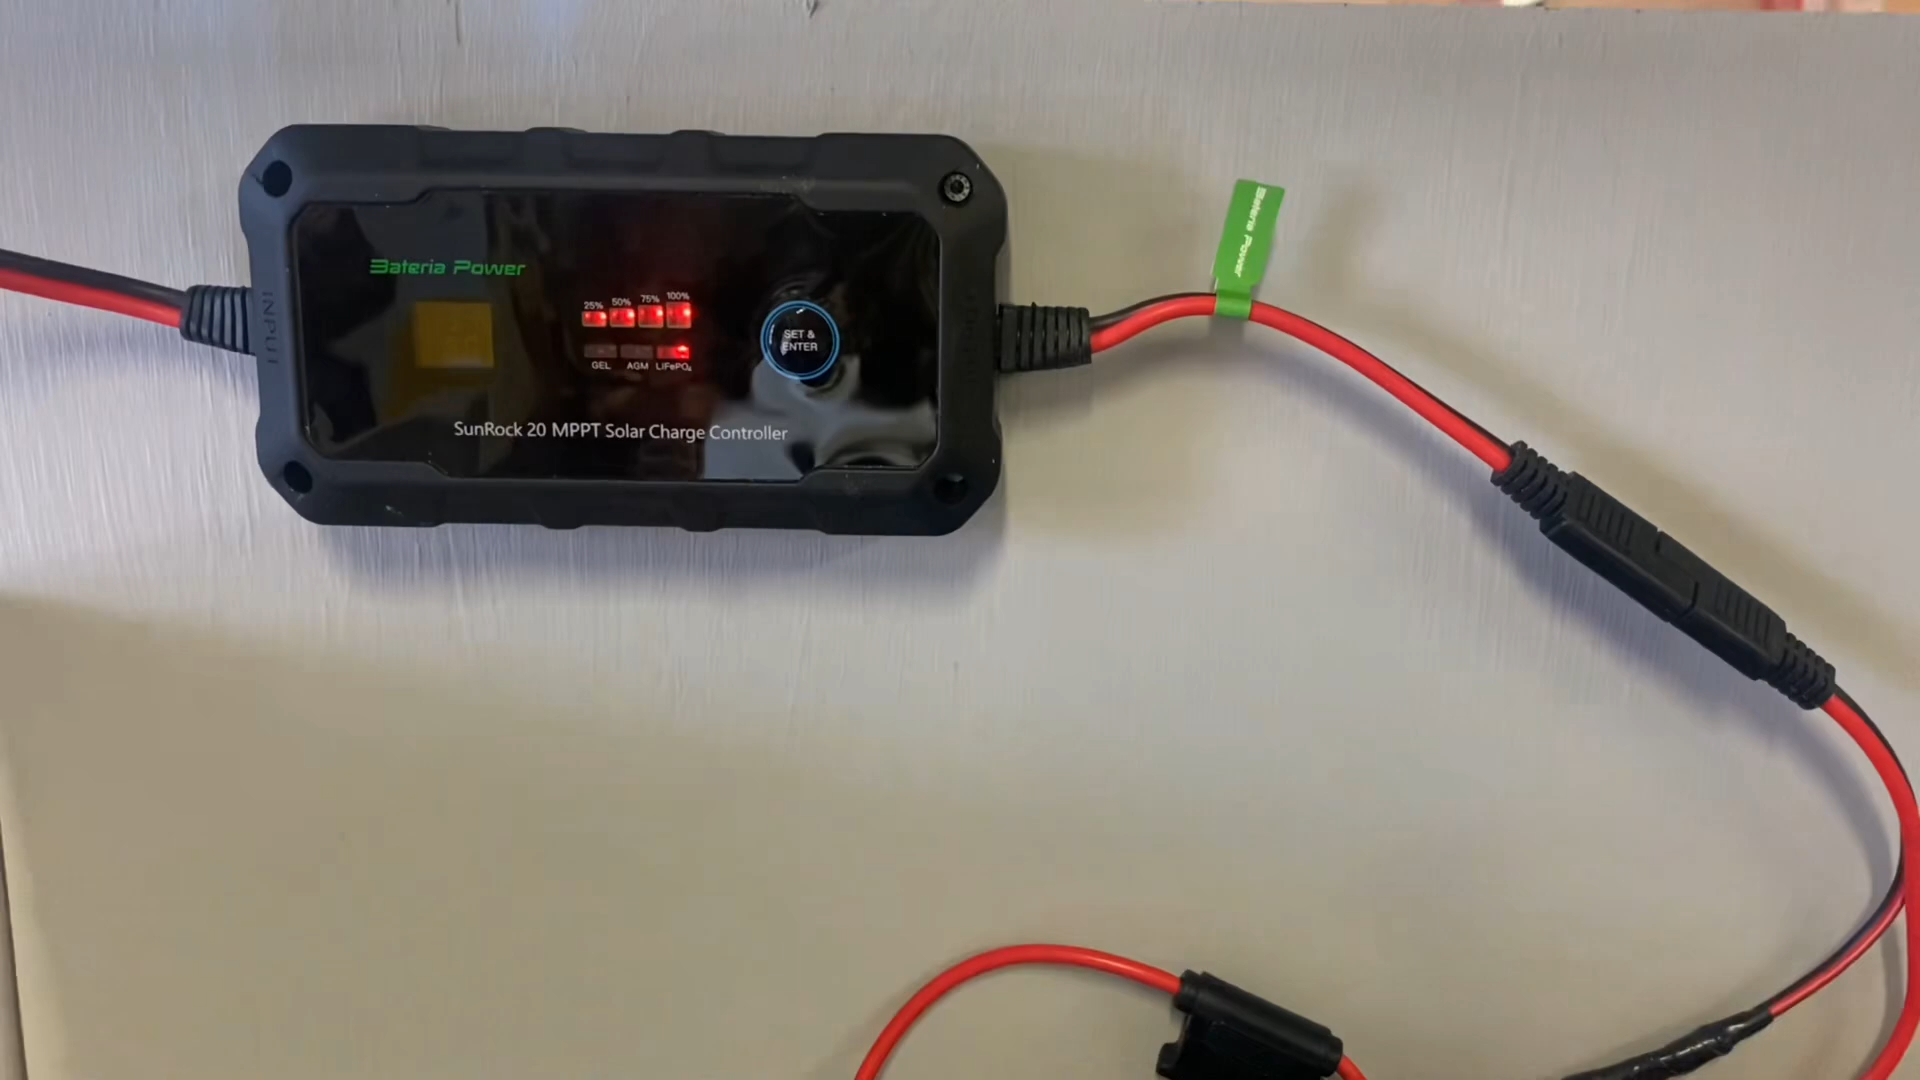 Bateria Power
25% 50% 75% 100%
GEL AGM LiFePO₄
SET &
ENTER
SunRock 20 MPPT Solar Charge Controller
INPUT
Bateria Power